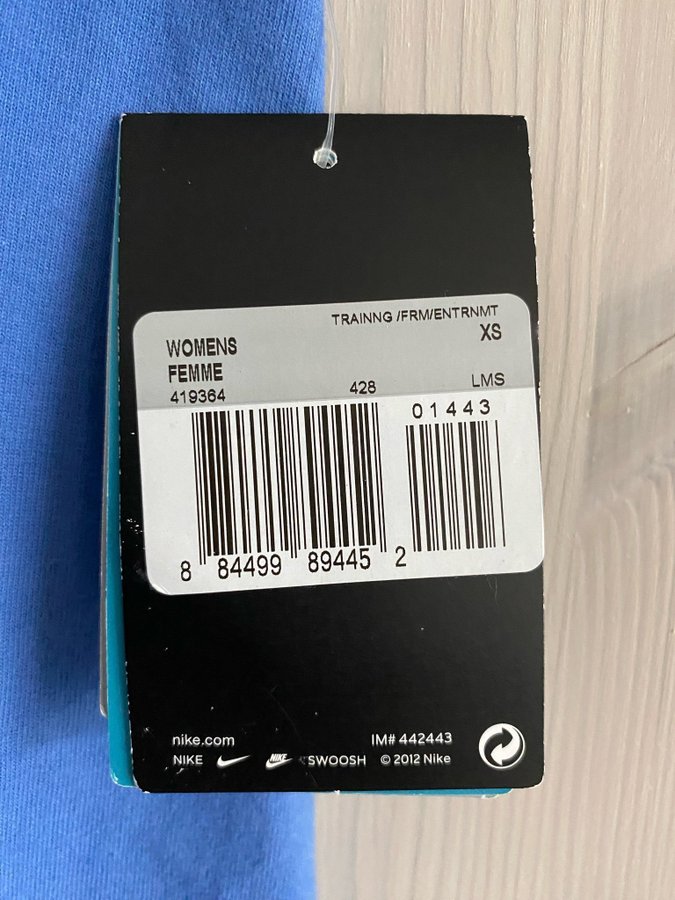 TRAINNG /FRM/ENTRNMT
XS
WOMENS
FEMME
419364 428 LMS
01443
8 84499 89445 2
nike.com IM# 442443
NIKE NIKE SWOOSH © 2012 Nike